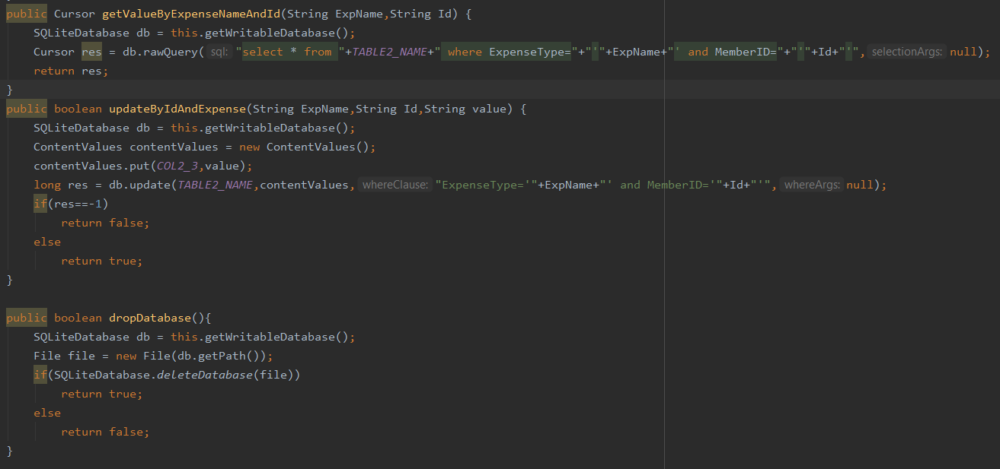 public Cursor getValueByExpenseNameAndId(String ExpName,String Id) {
SQLiteDatabase db = this.getWritableDatabase();
Cursor res = db.rawQuery( sql: "select * from "+TABLE2_NAME+" where ExpenseType="+"'"+ExpName+"' and MemberID="+"'"+Id+"'", selectionArgs: null);
return res;
}
public boolean updateByIdAndExpense(String ExpName,String Id,String value) {
SQLiteDatabase db = this.getWritableDatabase();
ContentValues contentValues = new ContentValues();
contentValues.put(COL2_3,value);
long res = db.update(TABLE2_NAME,contentValues, whereClause: "ExpenseType='"+ExpName+"' and MemberID='"+Id+"'", whereArgs: null);
if(res==-1)
return false;
else
return true;
}
public boolean dropDatabase(){
SQLiteDatabase db = this.getWritableDatabase();
File file = new File(db.getPath());
if(SQLiteDatabase.deleteDatabase(file))
return true;
else
return false;
}